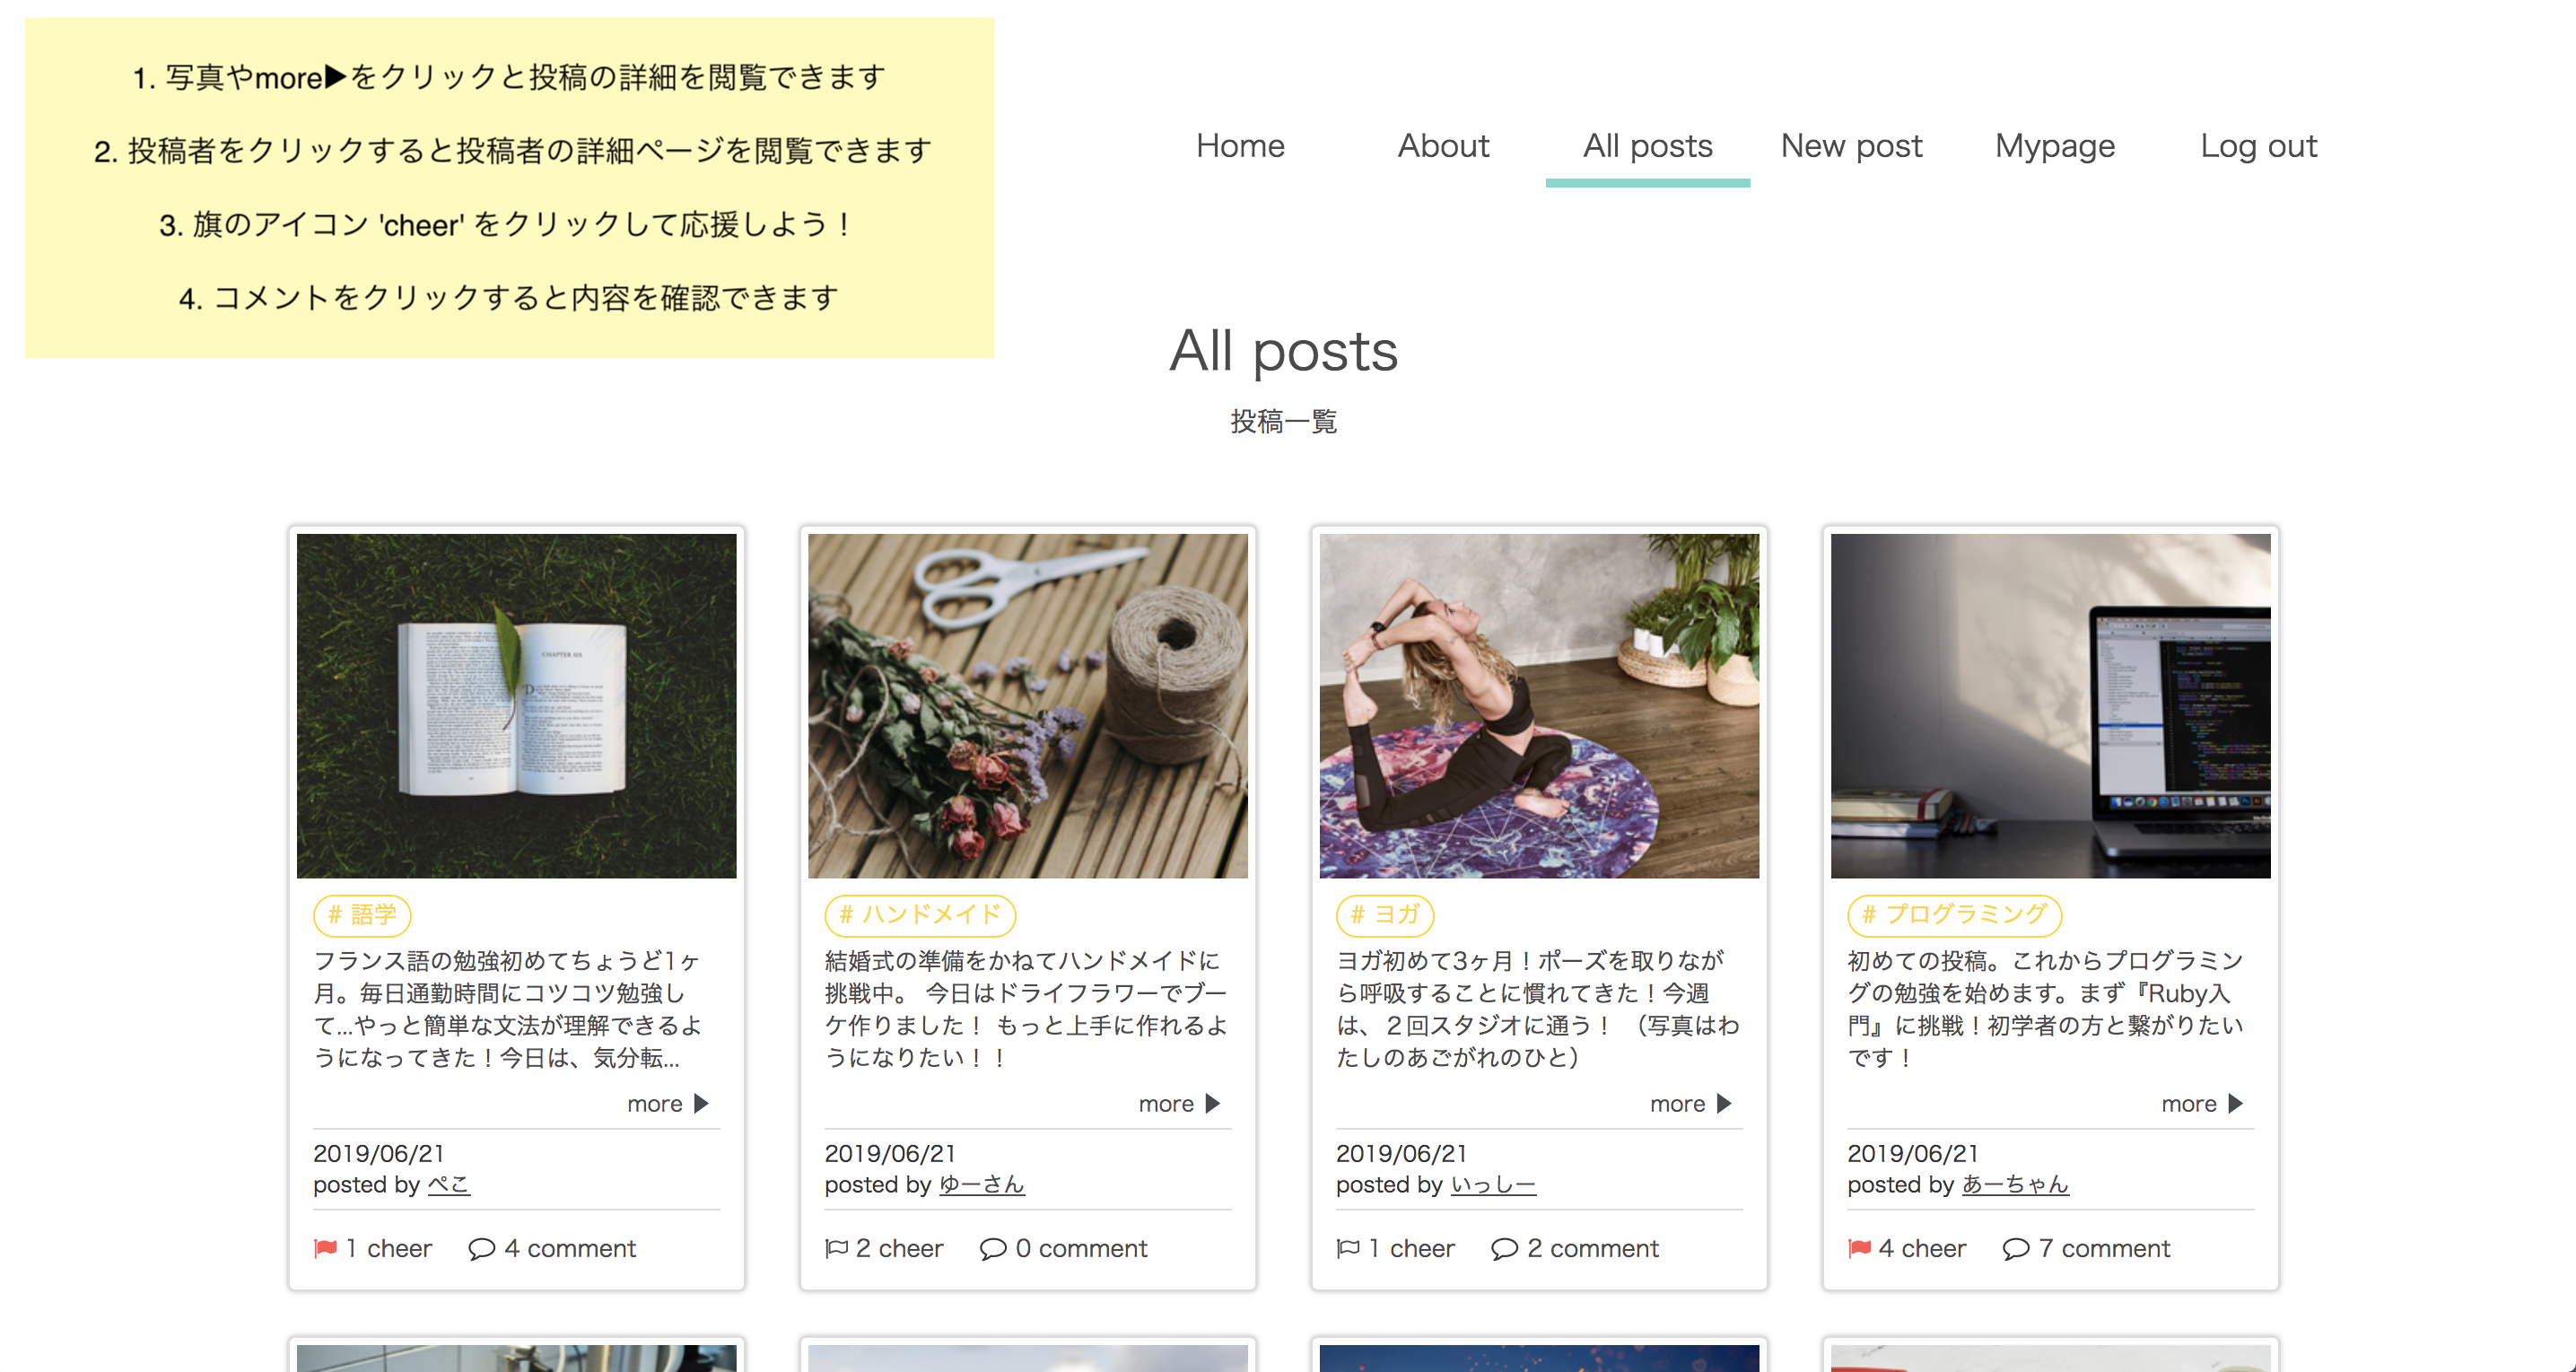 1. 写真やmore▶をクリックと投稿の詳細を閲覧できます
2. 投稿者をクリックすると投稿者の詳細ページを閲覧できます
3. 旗のアイコン 'cheer' をクリックして応援しよう！
4. コメントをクリックすると内容を確認できます
Home About All posts New post Mypage Log out
All posts
投稿一覧
CHAPTER SIX
# 語学
フランス語の勉強初めてちょうど1ヶ
月。毎日通勤時間にコツコツ勉強し
て...やっと簡単な文法が理解できるよ
うになってきた！今日は、気分転...
more ▶
2019/06/21
posted by ぺこ
1 cheer 4 comment
# ハンドメイド
結婚式の準備をかねてハンドメイドに
挑戦中。 今日はドライフラワーでブー
ケ作りました！ もっと上手に作れるよ
うになりたい！！
more ▶
2019/06/21
posted by ゆーさん
2 cheer 0 comment
# ヨガ
ヨガ初めて3ヶ月！ポーズを取りなが
ら呼吸することに慣れてきた！今週
は、２回スタジオに通う！ （写真はわ
たしのあごがれのひと）
more ▶
2019/06/21
posted by いっしー
1 cheer 2 comment
# プログラミング
初めての投稿。これからプログラミン
グの勉強を始めます。まず『Ruby入
門』に挑戦！初学者の方と繋がりたい
です！
more ▶
2019/06/21
posted by あーちゃん
4 cheer 7 comment